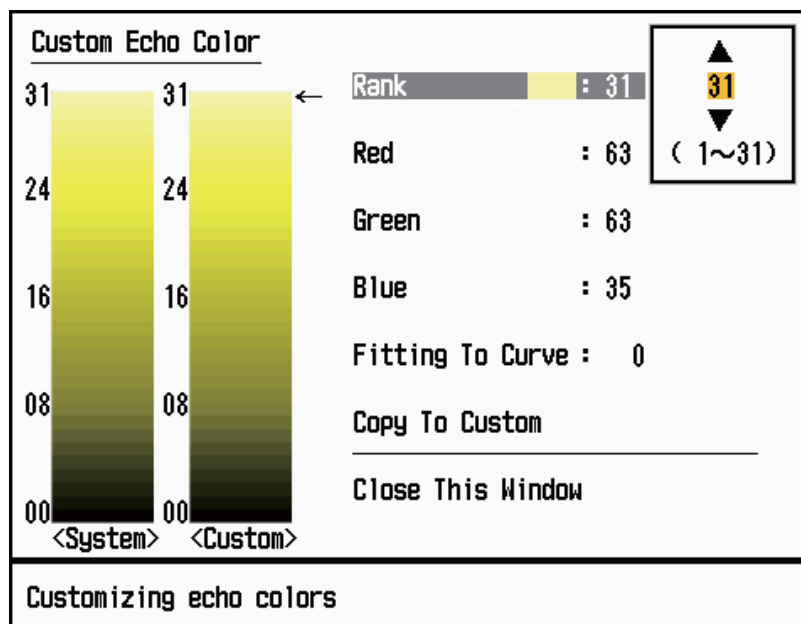 Custom Echo Color
31
24
16
08
00
<System>
31
24
16
08
00
<Custom>
←
Rank : 31
Red : 63
Green : 63
Blue : 35
Fitting To Curve : 0
Copy To Custom
Close This Window
▲
31
▼
( 1~31)
Customizing echo colors